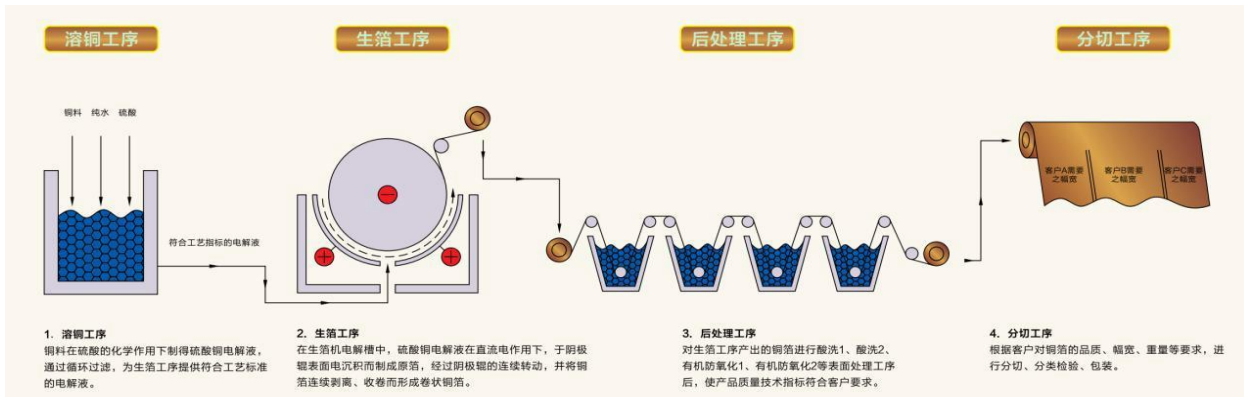 溶铜工序
生箔工序
后处理工序
分切工序
铜料 纯水 硫酸
符合工艺指标的电解液
客户A需要
之幅宽
客户B需要
之幅宽
客户C需要
之幅宽
1. 溶铜工序
铜料在硫酸的化学作用下制得硫酸铜电解液，
通过循环过滤，为生箔工序提供符合工艺标准
的电解液。
2. 生箔工序
在生箔机电解槽中，硫酸铜电解液在直流电作用下，于阴极
辊表面电沉积而制成原箔，经过阴极辊的连续转动，并将铜
箔连续剥离、收卷而形成卷状铜箔。
3. 后处理工序
对生箔工序产出的铜箔进行酸洗1、酸洗2、
有机防氧化1、有机防氧化2等表面处理工序
后，使产品质量技术指标符合客户要求。
4. 分切工序
根据客户对铜箔的品质、幅宽、重量等要求，进
行分切、分类检验、包装。